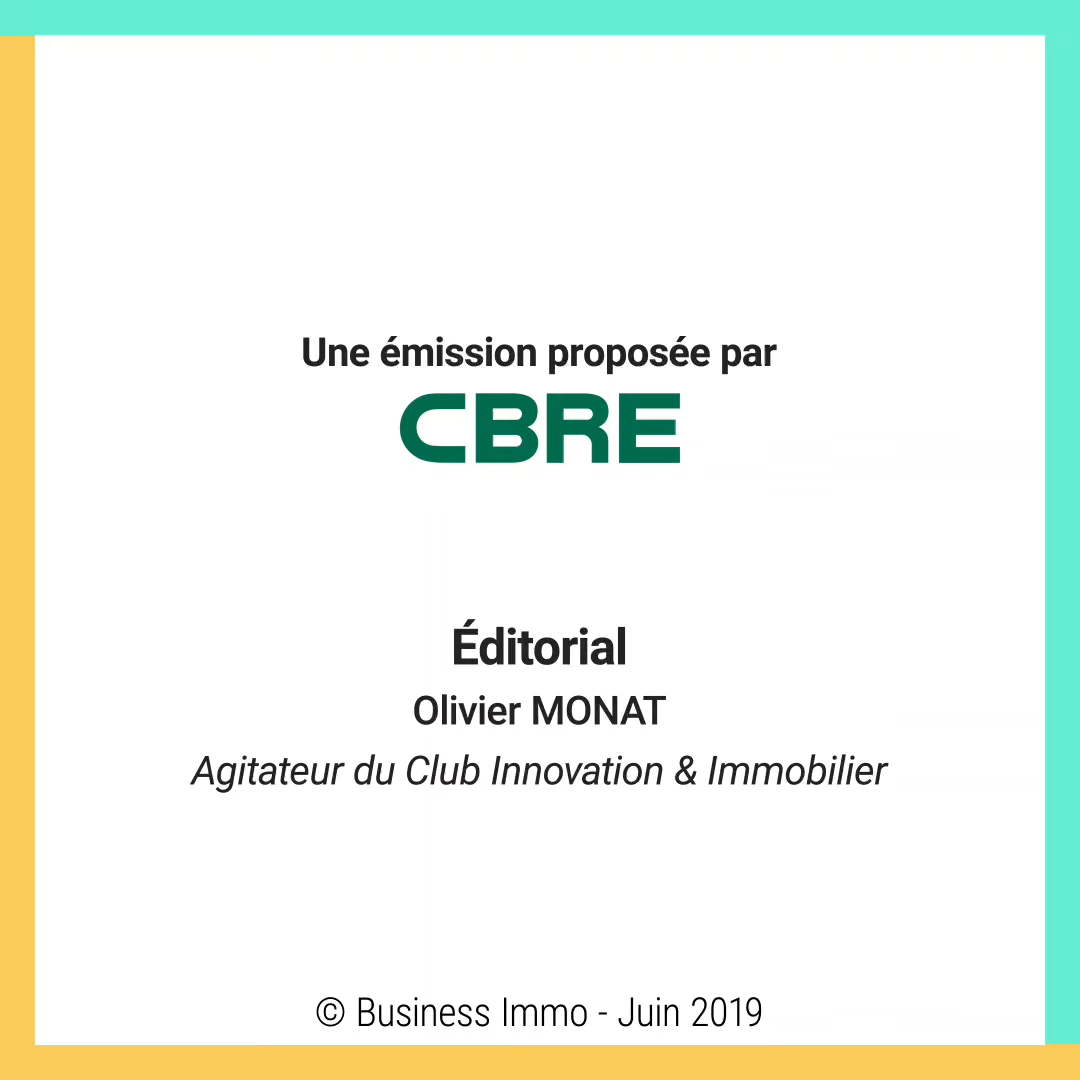 Une émission proposée par
CBRE
Éditorial
Olivier MONAT
Agitateur du Club Innovation & Immobilier
© Business Immo - Juin 2019